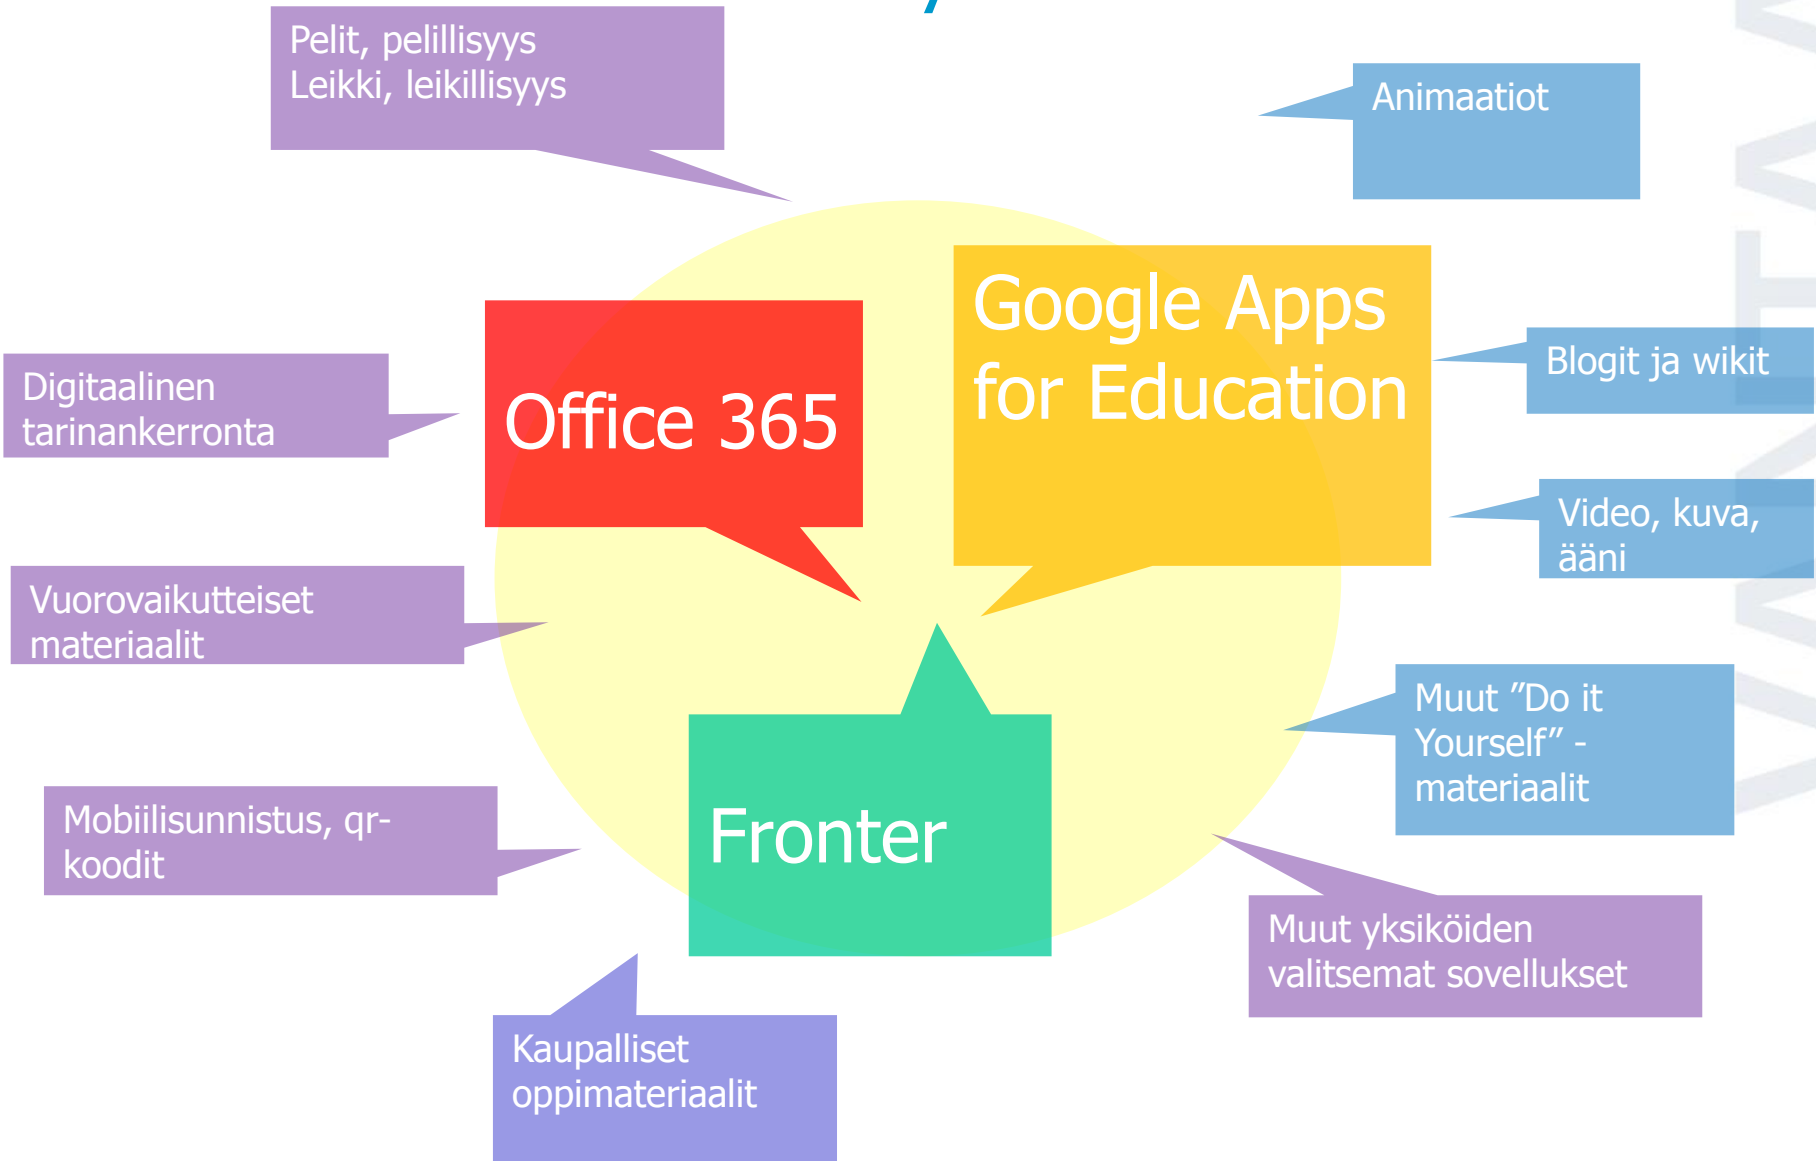 Pelit, pelillisyys
Leikki, leikillisyys
Animaatiot
Google Apps
for Education
Office 365
Blogit ja wikit
Digitaalinen
tarinankerronta
Video, kuva,
ääni
Vuorovaikutteiset
materiaalit
Muut ”Do it
Yourself” -
materiaalit
Mobiilisunnistus, qr-
koodit
Fronter
Muut yksiköiden
valitsemat sovellukset
Kaupalliset
oppimateriaalit
VANTAA